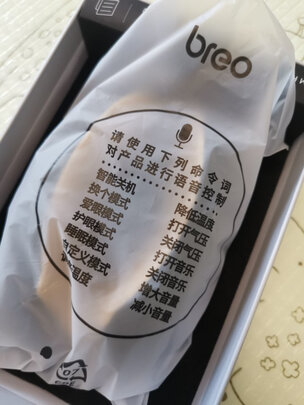 breo
请使用下列命令词
对产品进行语音控制
智能关机
换个模式
爱眼模式
护眼模式
睡眠模式
自定义模式
温度
降低温度
打开气压
关闭气压
打开音乐
关闭音乐
增大音量
减小音量
07